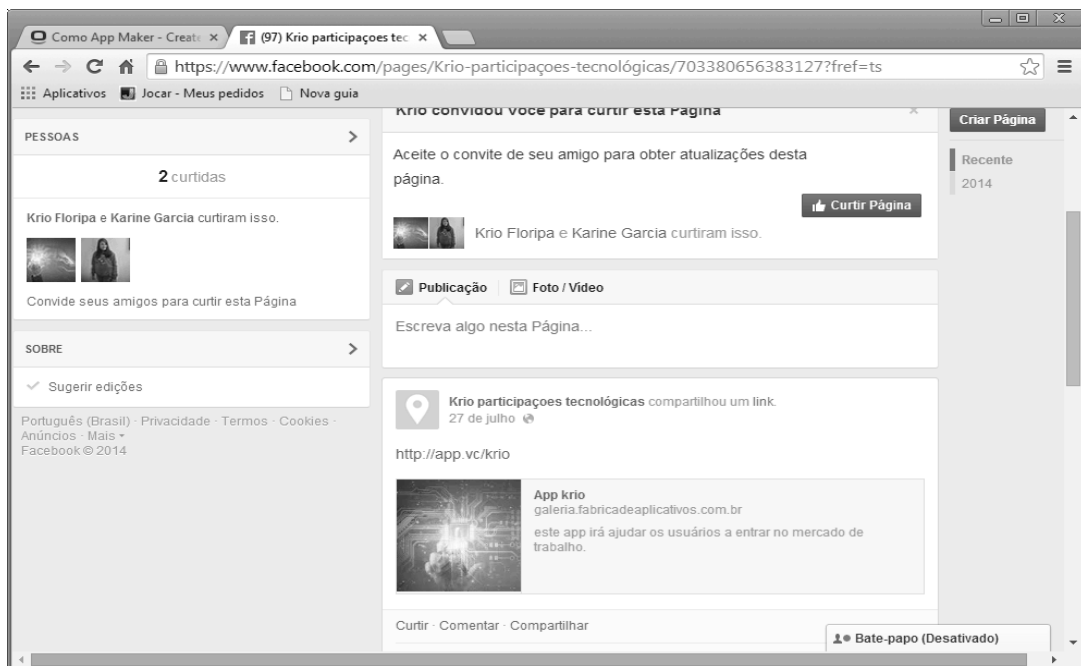 Como App Maker - Create
(97) Krio participaçoes tec
https://www.facebook.com/pages/Krio-participaçoes-tecnológicas/703380656383127?fref=ts
Aplicativos
Jocar - Meus pedidos
Nova guia
PESSOAS
2 curtidas
Krio Floripa e Karine Garcia curtiram isso.
Convide seus amigos para curtir esta Página
SOBRE
Sugerir edições
Português (Brasil) · Privacidade · Termos · Cookies ·
Anúncios · Mais
Facebook © 2014
Krio convidou você para curtir esta Página
Aceite o convite de seu amigo para obter atualizações desta
página.
Curtir Página
Krio Floripa e Karine Garcia curtiram isso.
Publicação
Foto / Vídeo
Escreva algo nesta Página...
Krio participaçoes tecnológicas compartilhou um link.
27 de julho
http://app.vc/krio
App krio
galeria.fabricadeaplicativos.com.br
este app irá ajudar os usuários a entrar no mercado de
trabalho.
Curtir · Comentar · Compartilhar
Criar Página
Recente
2014
Bate-papo (Desativado)